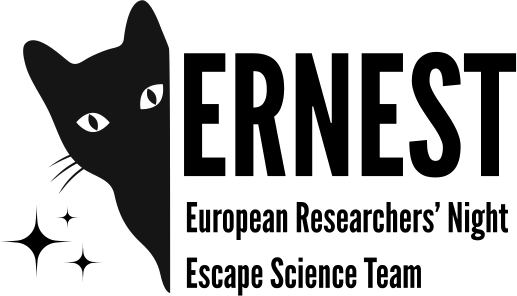 ERNEST
European Researchers’ Night
Escape Science Team